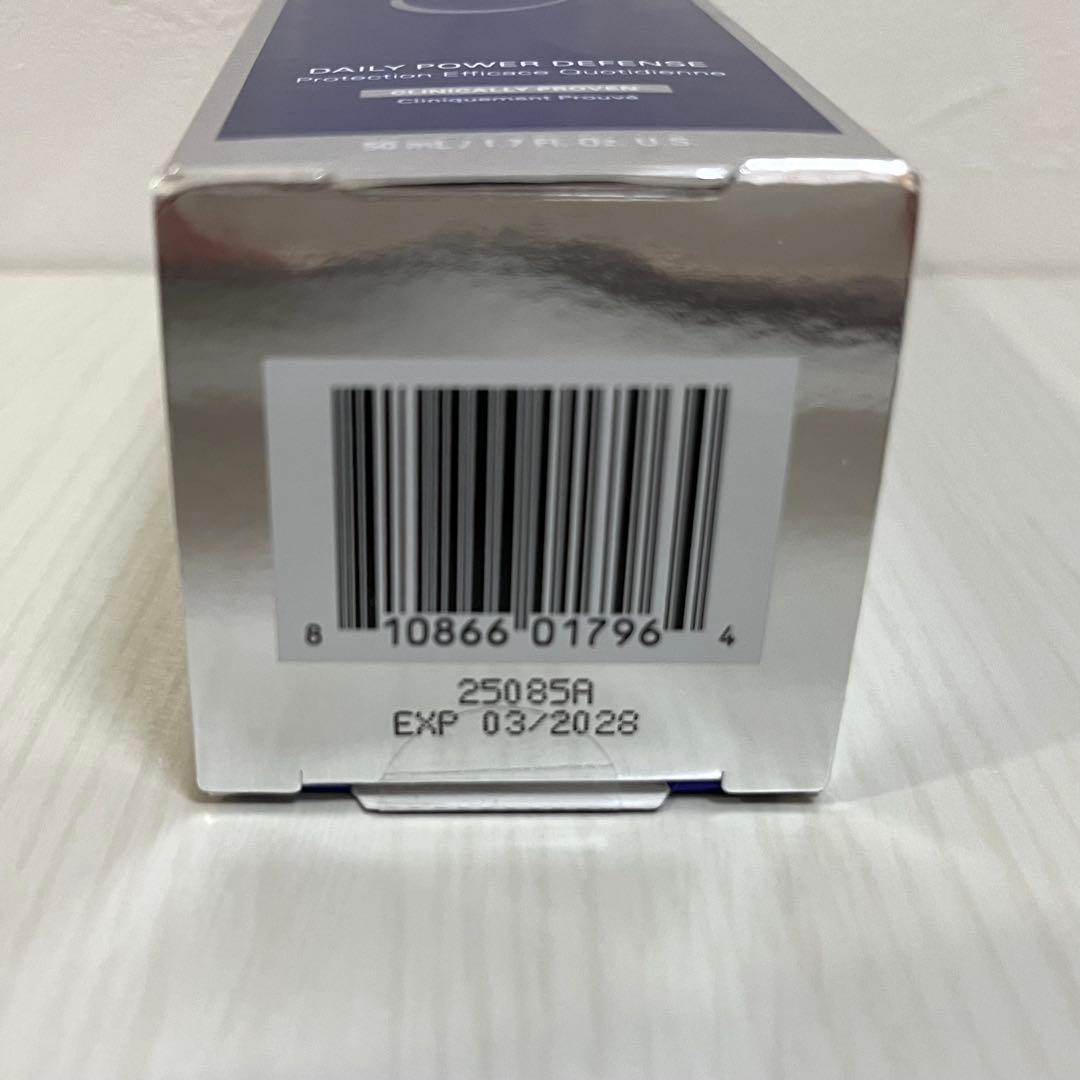 DAILY POWER DEFENSE
Protection Efficace Quotidienne
CLINICALLY PROVEN
Cliniquement Prouvé
50 mL / 1.7 Fl. Oz. U.S.
8 10866 01796 4
25085A
EXP 03/2028